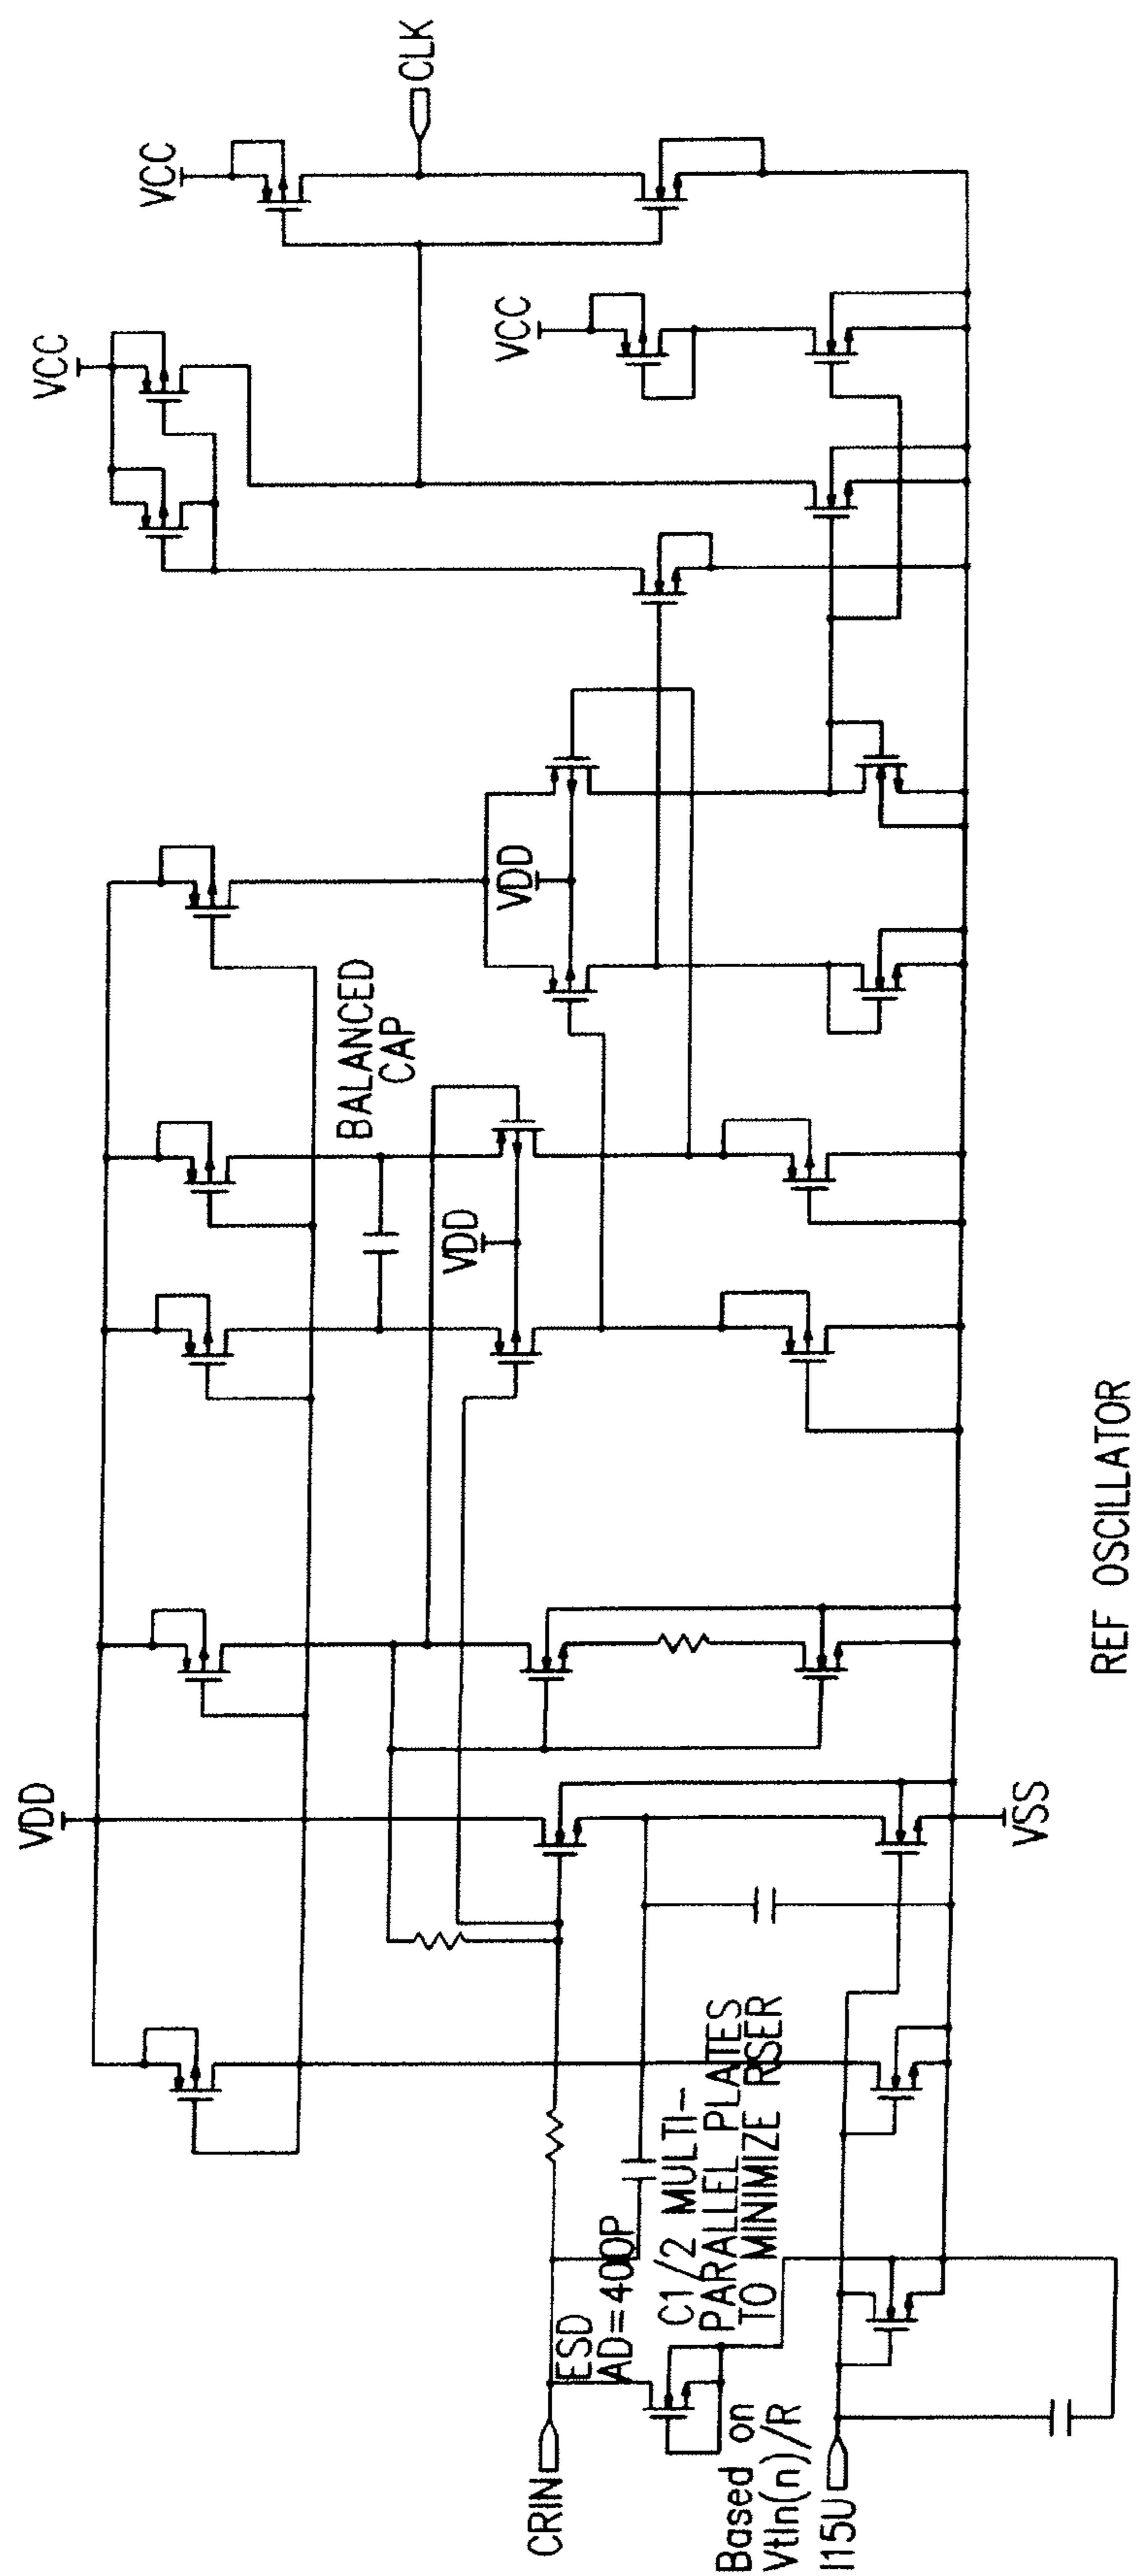 VDD
VCC
VCC
CLK
BALANCED
CAP
VDD
VDD
VCC
CRIN
ESD
AD=400P
C1/2 MULTI-
PARALLEL PLATES
TO MINIMIZE RSER
Based on
Vtln(n)/R
I15U
VSS
REF OSCILLATOR